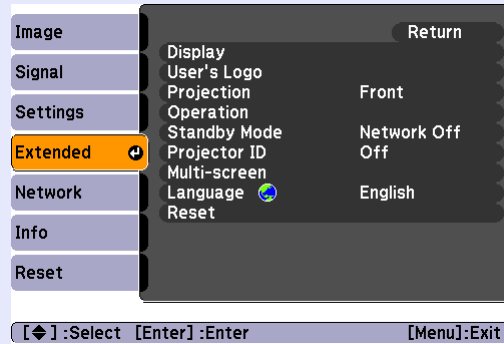 Image
Signal
Settings
Extended
Network
Info
Reset
Return
Display
User's Logo
Projection Front
Operation
Standby Mode Network Off
Projector ID Off
Multi-screen
Language English
Reset
[◆] :Select [Enter] :Enter [Menu]:Exit